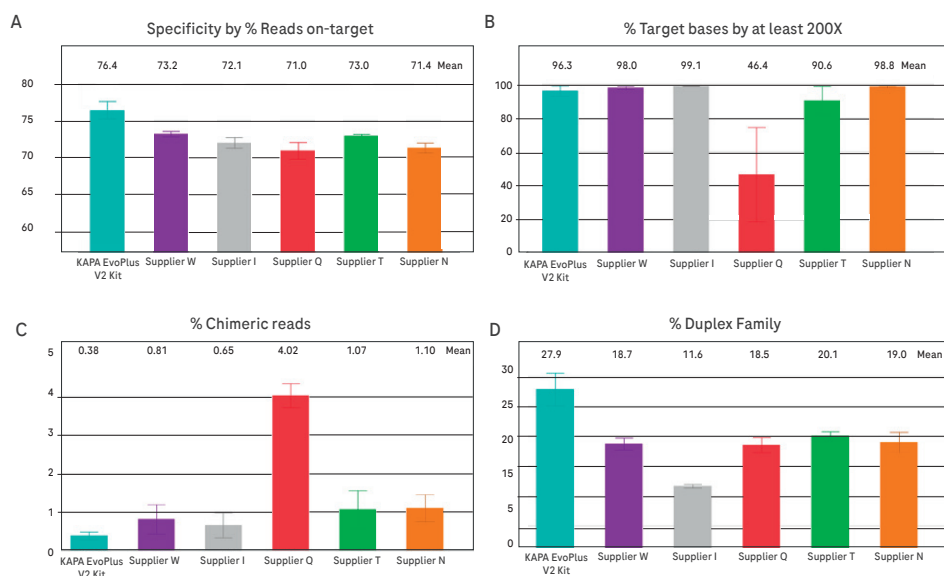 A
Specificity by % Reads on-target
76.4 73.2 72.1 71.0 73.0 71.4 Mean
80
75
70
65
60
KAPA EvoPlus
V2 Kit
Supplier W
Supplier I
Supplier Q
Supplier T
Supplier N
B
% Target bases by at least 200X
96.3 98.0 99.1 46.4 90.6 98.8 Mean
100
80
60
40
20
0
KAPA EvoPlus
V2 Kit
Supplier W
Supplier I
Supplier Q
Supplier T
Supplier N
C
% Chimeric reads
0.38 0.81 0.65 4.02 1.07 1.10 Mean
5
4
3
2
1
0
KAPA EvoPlus
V2 Kit
Supplier W
Supplier I
Supplier Q
Supplier T
Supplier N
D
% Duplex Family
27.9 18.7 11.6 18.5 20.1 19.0 Mean
30
25
20
15
5
0
KAPA EvoPlus
V2 Kit
Supplier W
Supplier I
Supplier Q
Supplier T
Supplier N